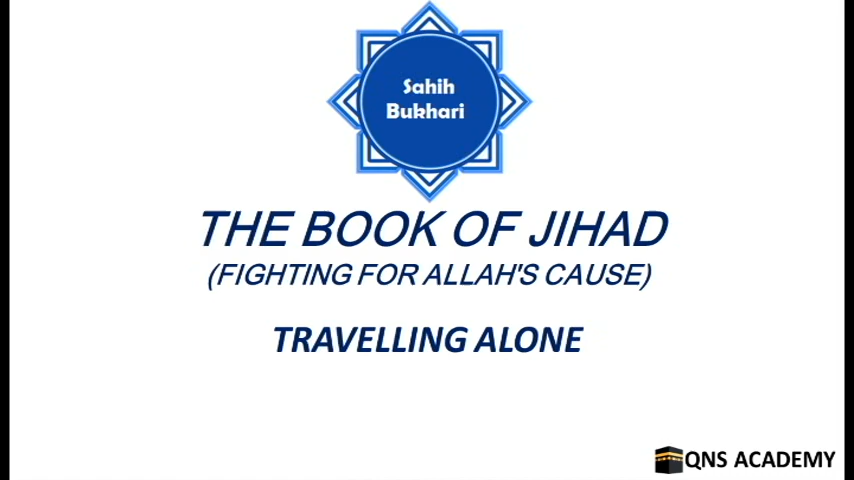 Sahih
Bukhari
THE BOOK OF JIHAD
(FIGHTING FOR ALLAH'S CAUSE)
TRAVELLING ALONE
QNS ACADEMY